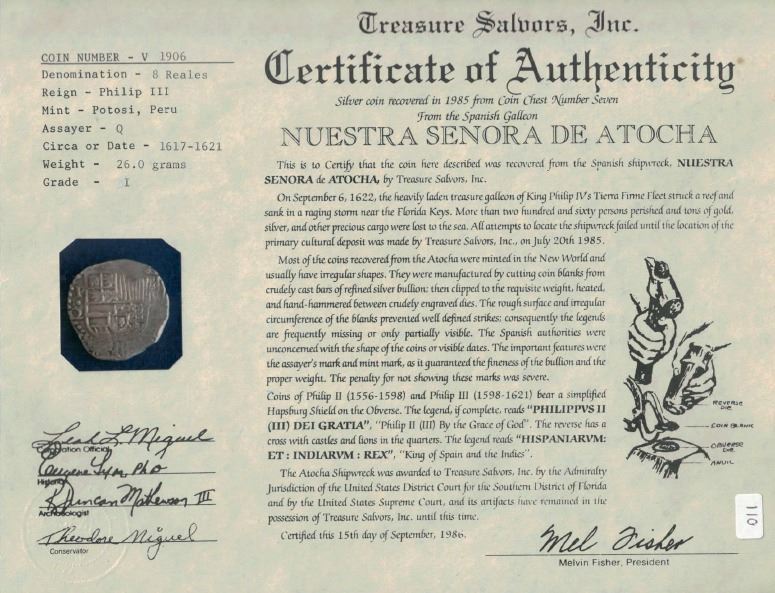 Treasure Salvors, Inc.
Certificate of Authenticity
Silver coin recovered in 1985 from Coin Chest Number Seven
From the Spanish Galleon
NUESTRA SENORA DE ATOCHA
COIN NUMBER - V 1906
Denomination - 8 Reales
Reign - Philip III
Mint - Potosi, Peru
Assayer - Q
Circa or Date - 1617-1621
Weight - 26.0 grams
Grade - I
This is to Certify that the coin here described was recovered from the Spanish shipwreck, NUESTRA
SENORA de ATOCHA, by Treasure Salvors, Inc.
On September 6, 1622, the heavily laden treasure galleon of King Philip IV's Tierra Firme Fleet struck a reef and
sank in a raging storm near the Florida Keys. More than two hundred and sixty persons perished and tons of gold,
silver, and other precious cargo were lost to the sea. All attempts to locate the shipwreck failed until the location of the
primary cultural deposit was made by Treasure Salvors, Inc., on July 20th 1985.
Most of the coins recovered from the Atocha were minted in the New World and
usually have irregular shapes. They were manufactured by cutting coin blanks from
crudely cast bars of refined silver bullion; then clipped to the requisite weight, heated,
and hand-hammered between crudely engraved dies. The rough surface and irregular
circumference of the blanks prevented well defined strikes; consequently the legends
are frequently missing or only partially visible. The Spanish authorities were
unconcerned with the shape of the coins or visible dates. The important features were
the assayer's mark and mint mark, as it guaranteed the fineness of the bullion and the
proper weight. The penalty for not showing these marks was severe.
Coins of Philip II (1556-1598) and Philip III (1598-1621) bear a simplified
Hapsburg Shield on the Obverse. The legend, if complete, reads "PHILIPPVS II
(III) DEI GRATIA", "Philip II (III) By the Grace of God". The reverse has a
cross with castles and lions in the quarters. The legend reads "HISPANIARVM:
ET : INDIARVM : REX", "King of Spain and the Indies".
The Atocha Shipwreck was awarded to Treasure Salvors, Inc. by the Admiralty
Jurisdiction of the United States District Court for the Southern District of Florida
and by the United States Supreme Court, and its artifacts have remained in the
possession of Treasure Salvors, Inc. until this time.
Certified this 15th day of September, 1986.
REVERSE
DIE
COIN BLANK
OBVERSE
DIE
ANVIL
Leah L Miguel
Official
Eugene Lyon PhD
Historian
R Duncan Mathewson III
Archaeologist
Theodore Miguel
Conservator
Mel Fisher
Melvin Fisher, President
110